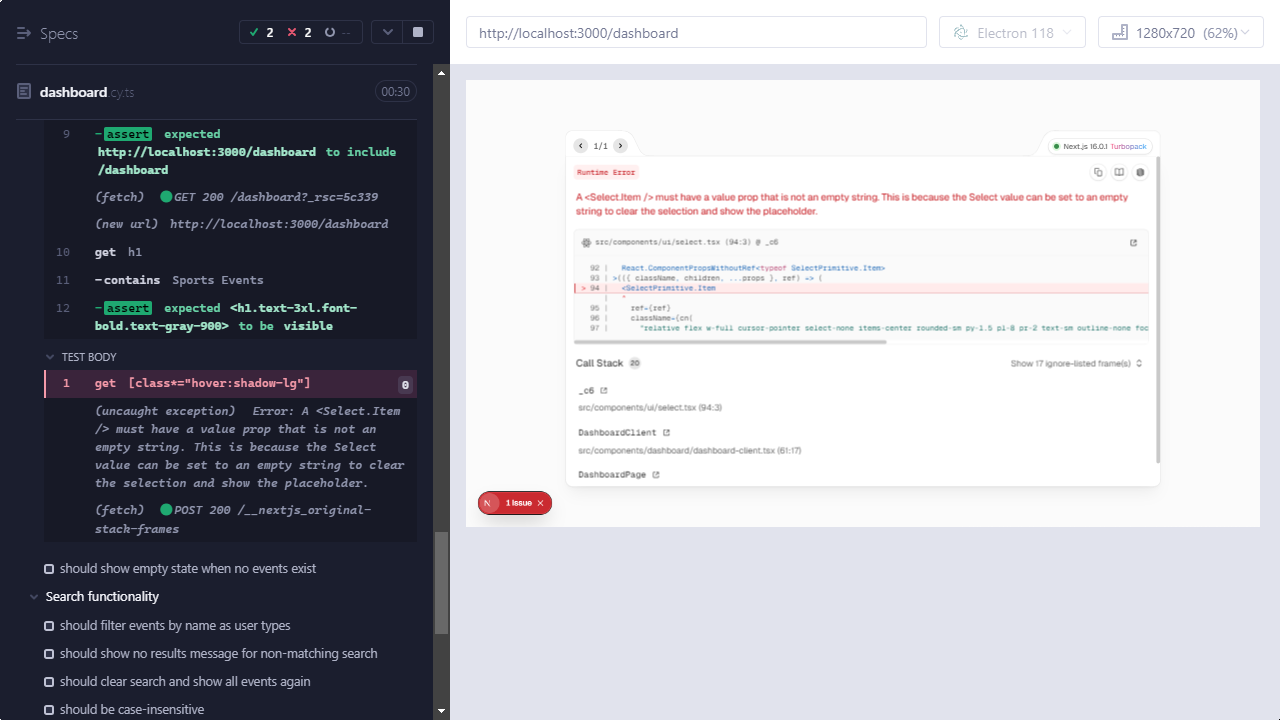 Specs
2
2
--
dashboard.cy.ts
00:30
9 -assert expected
http://localhost:3000/dashboard to include
/dashboard
(fetch) GET 200 /dashboard?_rsc=5c339
(new url) http://localhost:3000/dashboard
10 get h1
11 -contains Sports Events
12 -assert expected <h1.text-3xl.font-
bold.text-gray-900> to be visible
TEST BODY
1 get [class*="hover:shadow-lg"] 0
(uncaught exception) Error: A <Select.Item
/> must have a value prop that is not an
empty string. This is because the Select
value can be set to an empty string to clear
the selection and show the placeholder.
(fetch) POST 200 /__nextjs_original-
stack-frames
should show empty state when no events exist
Search functionality
should filter events by name as user types
should show no results message for non-matching search
should clear search and show all events again
should be case-insensitive
http://localhost:3000/dashboard
Electron 118
1280x720 (62%)
1/1
Next.js 16.0.1 Turbopack
Runtime Error
A <Select.Item /> must have a value prop that is not an empty string. This is because the Select value can be set to an empty
string to clear the selection and show the placeholder.
src/components/ui/select.tsx (94:3) @ _c6
92 | React.ComponentPropsWithoutRef<typeof SelectPrimitive.Item>
93 | >(({ className, children, ...props }, ref) => (
> 94 | <SelectPrimitive.Item
| ^
95 | ref={ref}
96 | className={cn(
97 | "relative flex w-full cursor-pointer select-none items-center rounded-sm py-1.5 pl-8 pr-2 text-sm outline-none foc
Call Stack 20
Show 17 ignore-listed frame(s)
_c6
src/components/ui/select.tsx (94:3)
DashboardClient
src/components/dashboard/dashboard-client.tsx (61:17)
DashboardPage
N 1 Issue